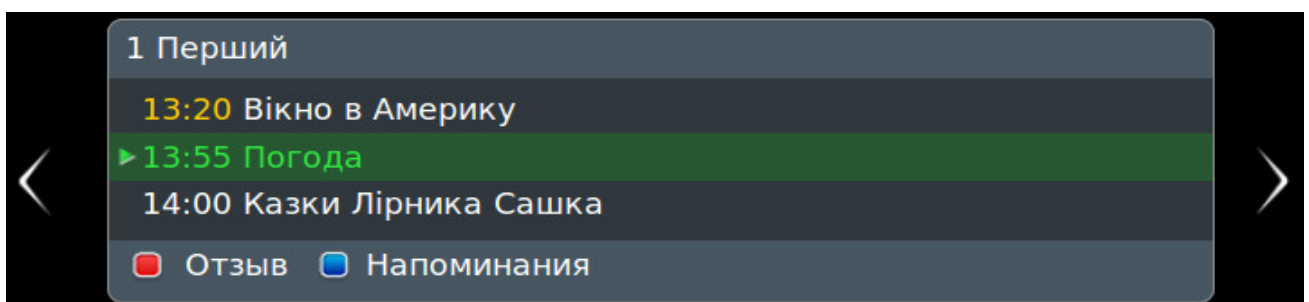 1 Перший
13:20 Вікно в Америку
13:55 Погода
14:00 Казки Лірника Сашка
Отзыв Напоминания